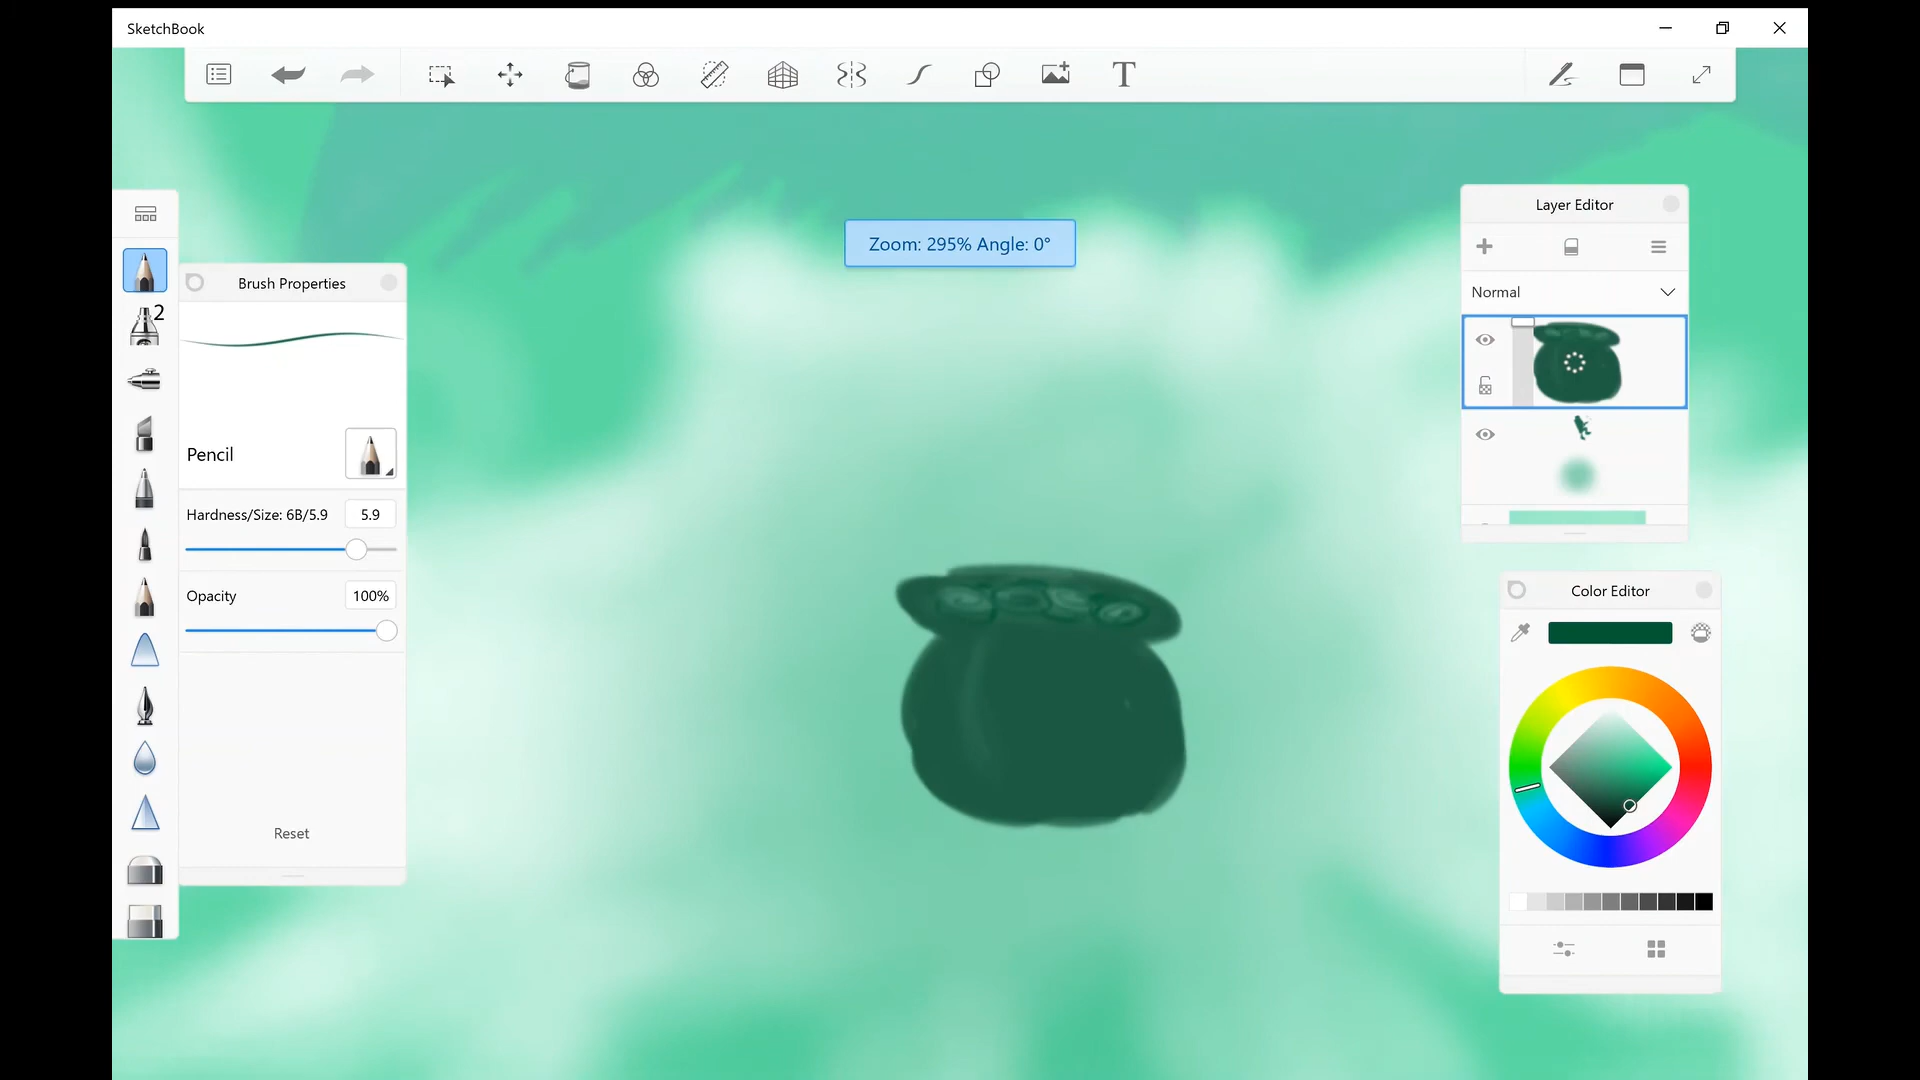 SketchBook
T
Zoom: 295% Angle: 0°
2
Brush Properties
Pencil
Hardness/Size: 6B/5.9
5.9
Opacity
100%
Reset
Layer Editor
Normal
Color Editor